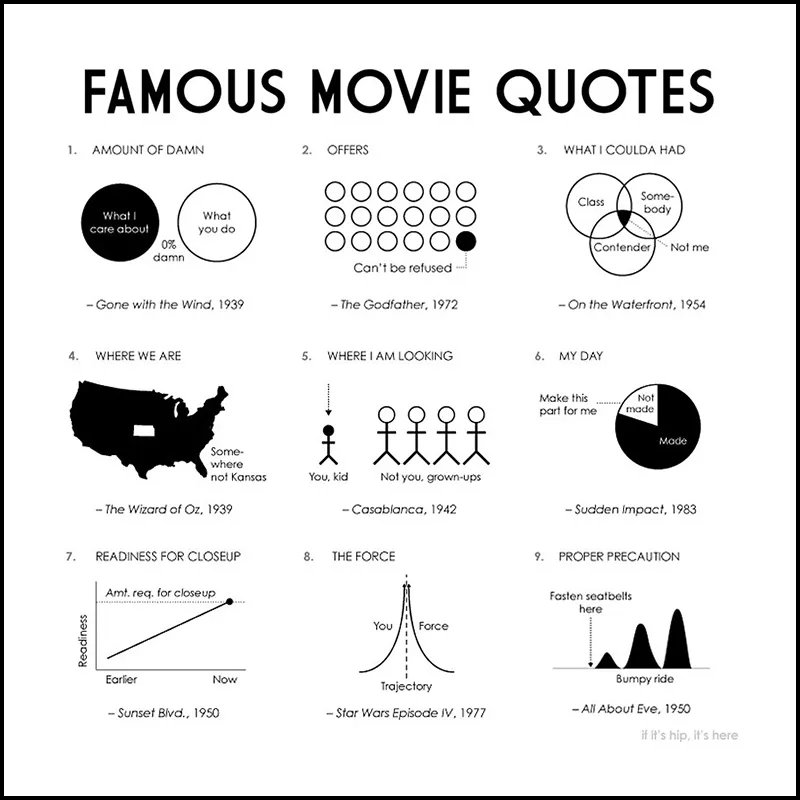 FAMOUS MOVIE QUOTES
1. AMOUNT OF DAMN
What I
care about
What
you do
0%
damn
– Gone with the Wind, 1939
2. OFFERS
Can't be refused
– The Godfather, 1972
3. WHAT I COULDA HAD
Class
Some-
body
Contender
Not me
– On the Waterfront, 1954
4. WHERE WE ARE
Some-
where
not Kansas
– The Wizard of Oz, 1939
5. WHERE I AM LOOKING
You, kid
Not you, grown-ups
– Casablanca, 1942
6. MY DAY
Make this
part for me
Not
made
Made
– Sudden Impact, 1983
7. READINESS FOR CLOSEUP
Amt. req. for closeup
Readiness
Earlier
Now
– Sunset Blvd., 1950
8. THE FORCE
You
Force
Trajectory
– Star Wars Episode IV, 1977
9. PROPER PRECAUTION
Fasten seatbelts
here
Bumpy ride
– All About Eve, 1950
if it's hip, it's here